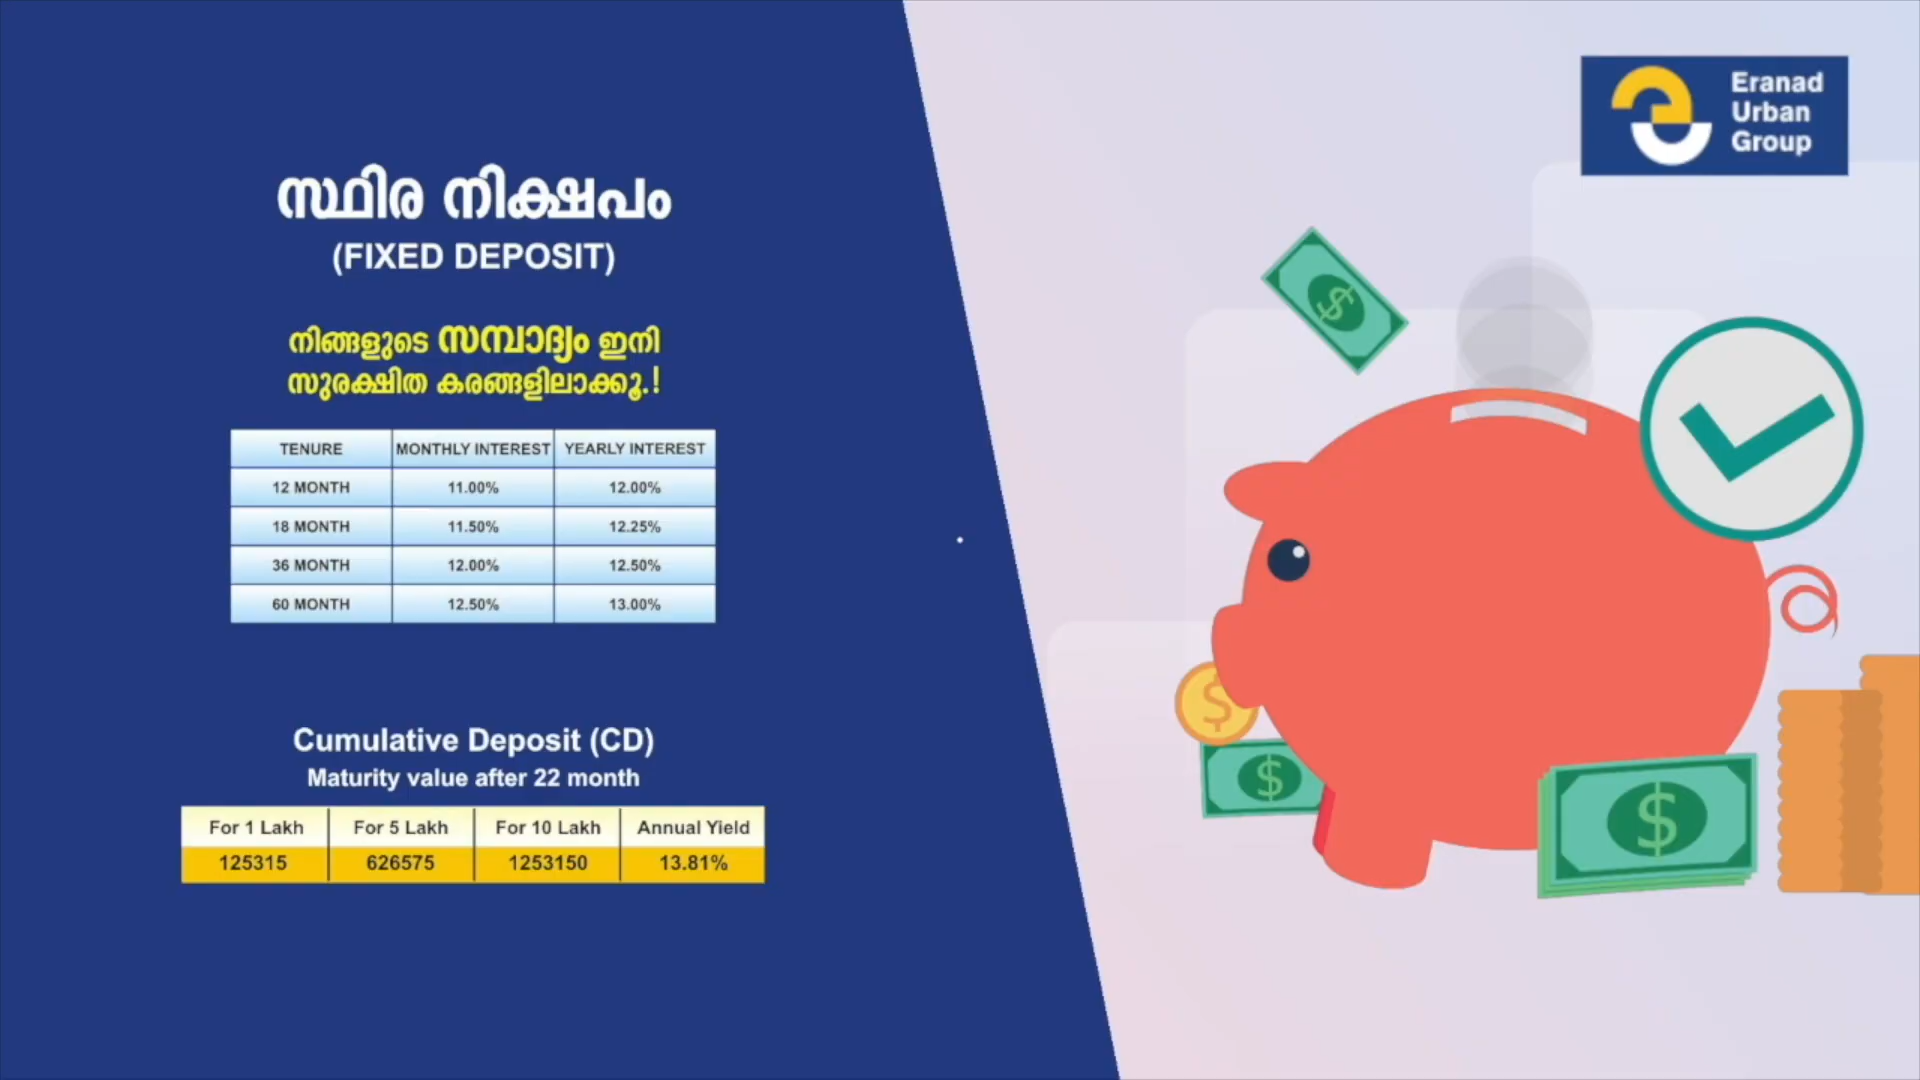 Eranad
Urban
Group
സ്ഥിര നിക്ഷപം
(FIXED DEPOSIT)
നിങ്ങളുടെ സമ്പാദ്യം ഇനി
സുരക്ഷിത കരങ്ങളിലാക്കൂ.!
TENURE MONTHLY INTEREST YEARLY INTEREST
12 MONTH 11.00% 12.00%
18 MONTH 11.50% 12.25%
36 MONTH 12.00% 12.50%
60 MONTH 12.50% 13.00%
Cumulative Deposit (CD)
Maturity value after 22 month
For 1 Lakh For 5 Lakh For 10 Lakh Annual Yield
125315 626575 1253150 13.81%